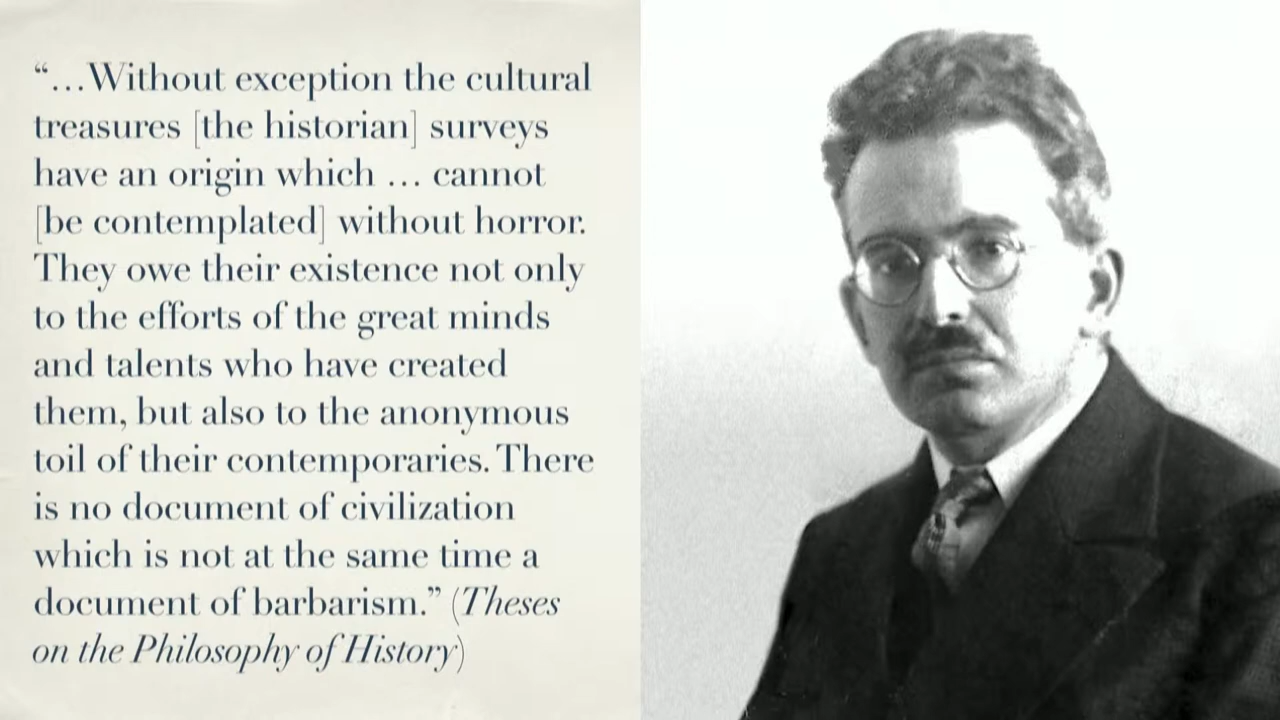 “…Without exception the cultural
treasures [the historian] surveys
have an origin which … cannot
[be contemplated] without horror.
They owe their existence not only
to the efforts of the great minds
and talents who have created
them, but also to the anonymous
toil of their contemporaries. There
is no document of civilization
which is not at the same time a
document of barbarism.” (Theses
on the Philosophy of History)